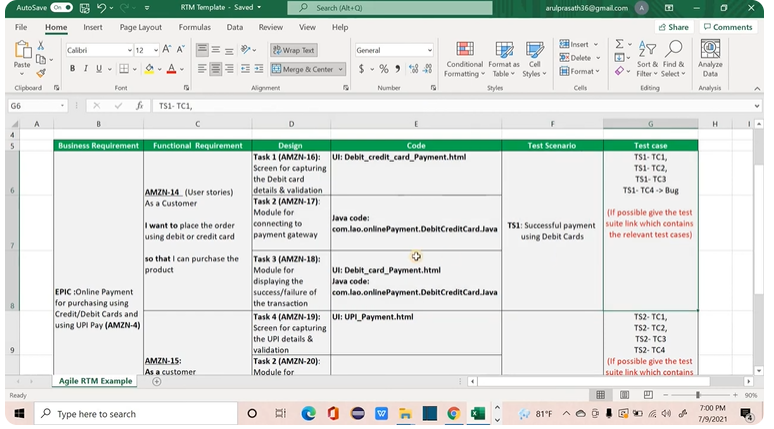 AutoSave On RTM Template - Saved Search (Alt+Q) arulprasath36@gmail.com A
File Home Insert Page Layout Formulas Data Review View Help Share Comments
Calibri 12 A A Wrap Text General Insert
Paste B I U A Merge & Center $ % Conditional Format as Cell Delete Sort & Find & Analyze
Formatting Table Styles Format Filter Select Data
Clipboard Font Alignment Number Styles Cells Editing Analysis
G6 fx TS1- TC1,
A B C D E F G H I
4
5 Business Requirement Functional Requirement Design Code Test Scenario Test case
6
AMZN-14 (User stories)
As a Customer
I want to place the order
using debit or credit card
so that I can purchase the
product
Task 1 (AMZN-16):
Screen for capturing
the Debit card
details & validation
UI: Debit_credit_card_Payment.html
TS1- TC1,
TS1- TC2,
TS1- TC3
TS1- TC4 -> Bug
(If possible give the test
suite link which contains
the relevant test cases)
7
Task 2 (AMZN-17):
Module for
connecting to
payment gateway
Java code:
com.lao.onlinePayment.DebitCreditCard.Java
TS1: Successful payment
using Debit Cards
8
Task 3 (AMZN-18):
Module for
displaying the
success/failure of
the transaction
UI: Debit_card_Payment.html
Java code:
com.lao.onlinePayment.DebitCreditCard.Java
EPIC :Online Payment
for purchasing using
Credit/Debit Cards and
using UPI Pay (AMZN-4)
9
Task 4 (AMZN-19):
Screen for capturing
the UPI details &
validation
UI: UPI_Payment.html
TS2- TC1,
TS2- TC2,
TS2- TC3
TS2- TC4
AMZN-15:
As a customer
Task 2 (AMZN-20):
Module for
(If possible give the test
suite link which contains
Agile RTM Example
Ready 90%
Type here to search 81°F 7:00 PM
7/9/2021